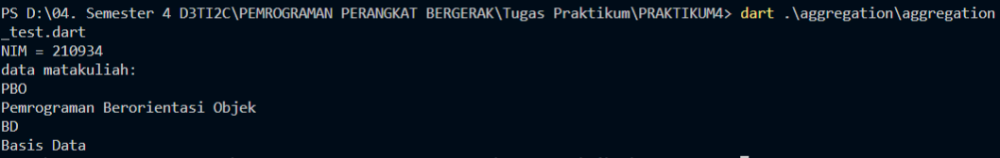 PS D:\04. Semester 4 D3TI2C\PEMROGRAMAN PERANGKAT BERGERAK\Tugas Praktikum\PRAKTIKUM4> dart .\aggregation\aggregation
_test.dart
NIM = 210934
data matakuliah:
PBO
Pemrograman Berorientasi Objek
BD
Basis Data